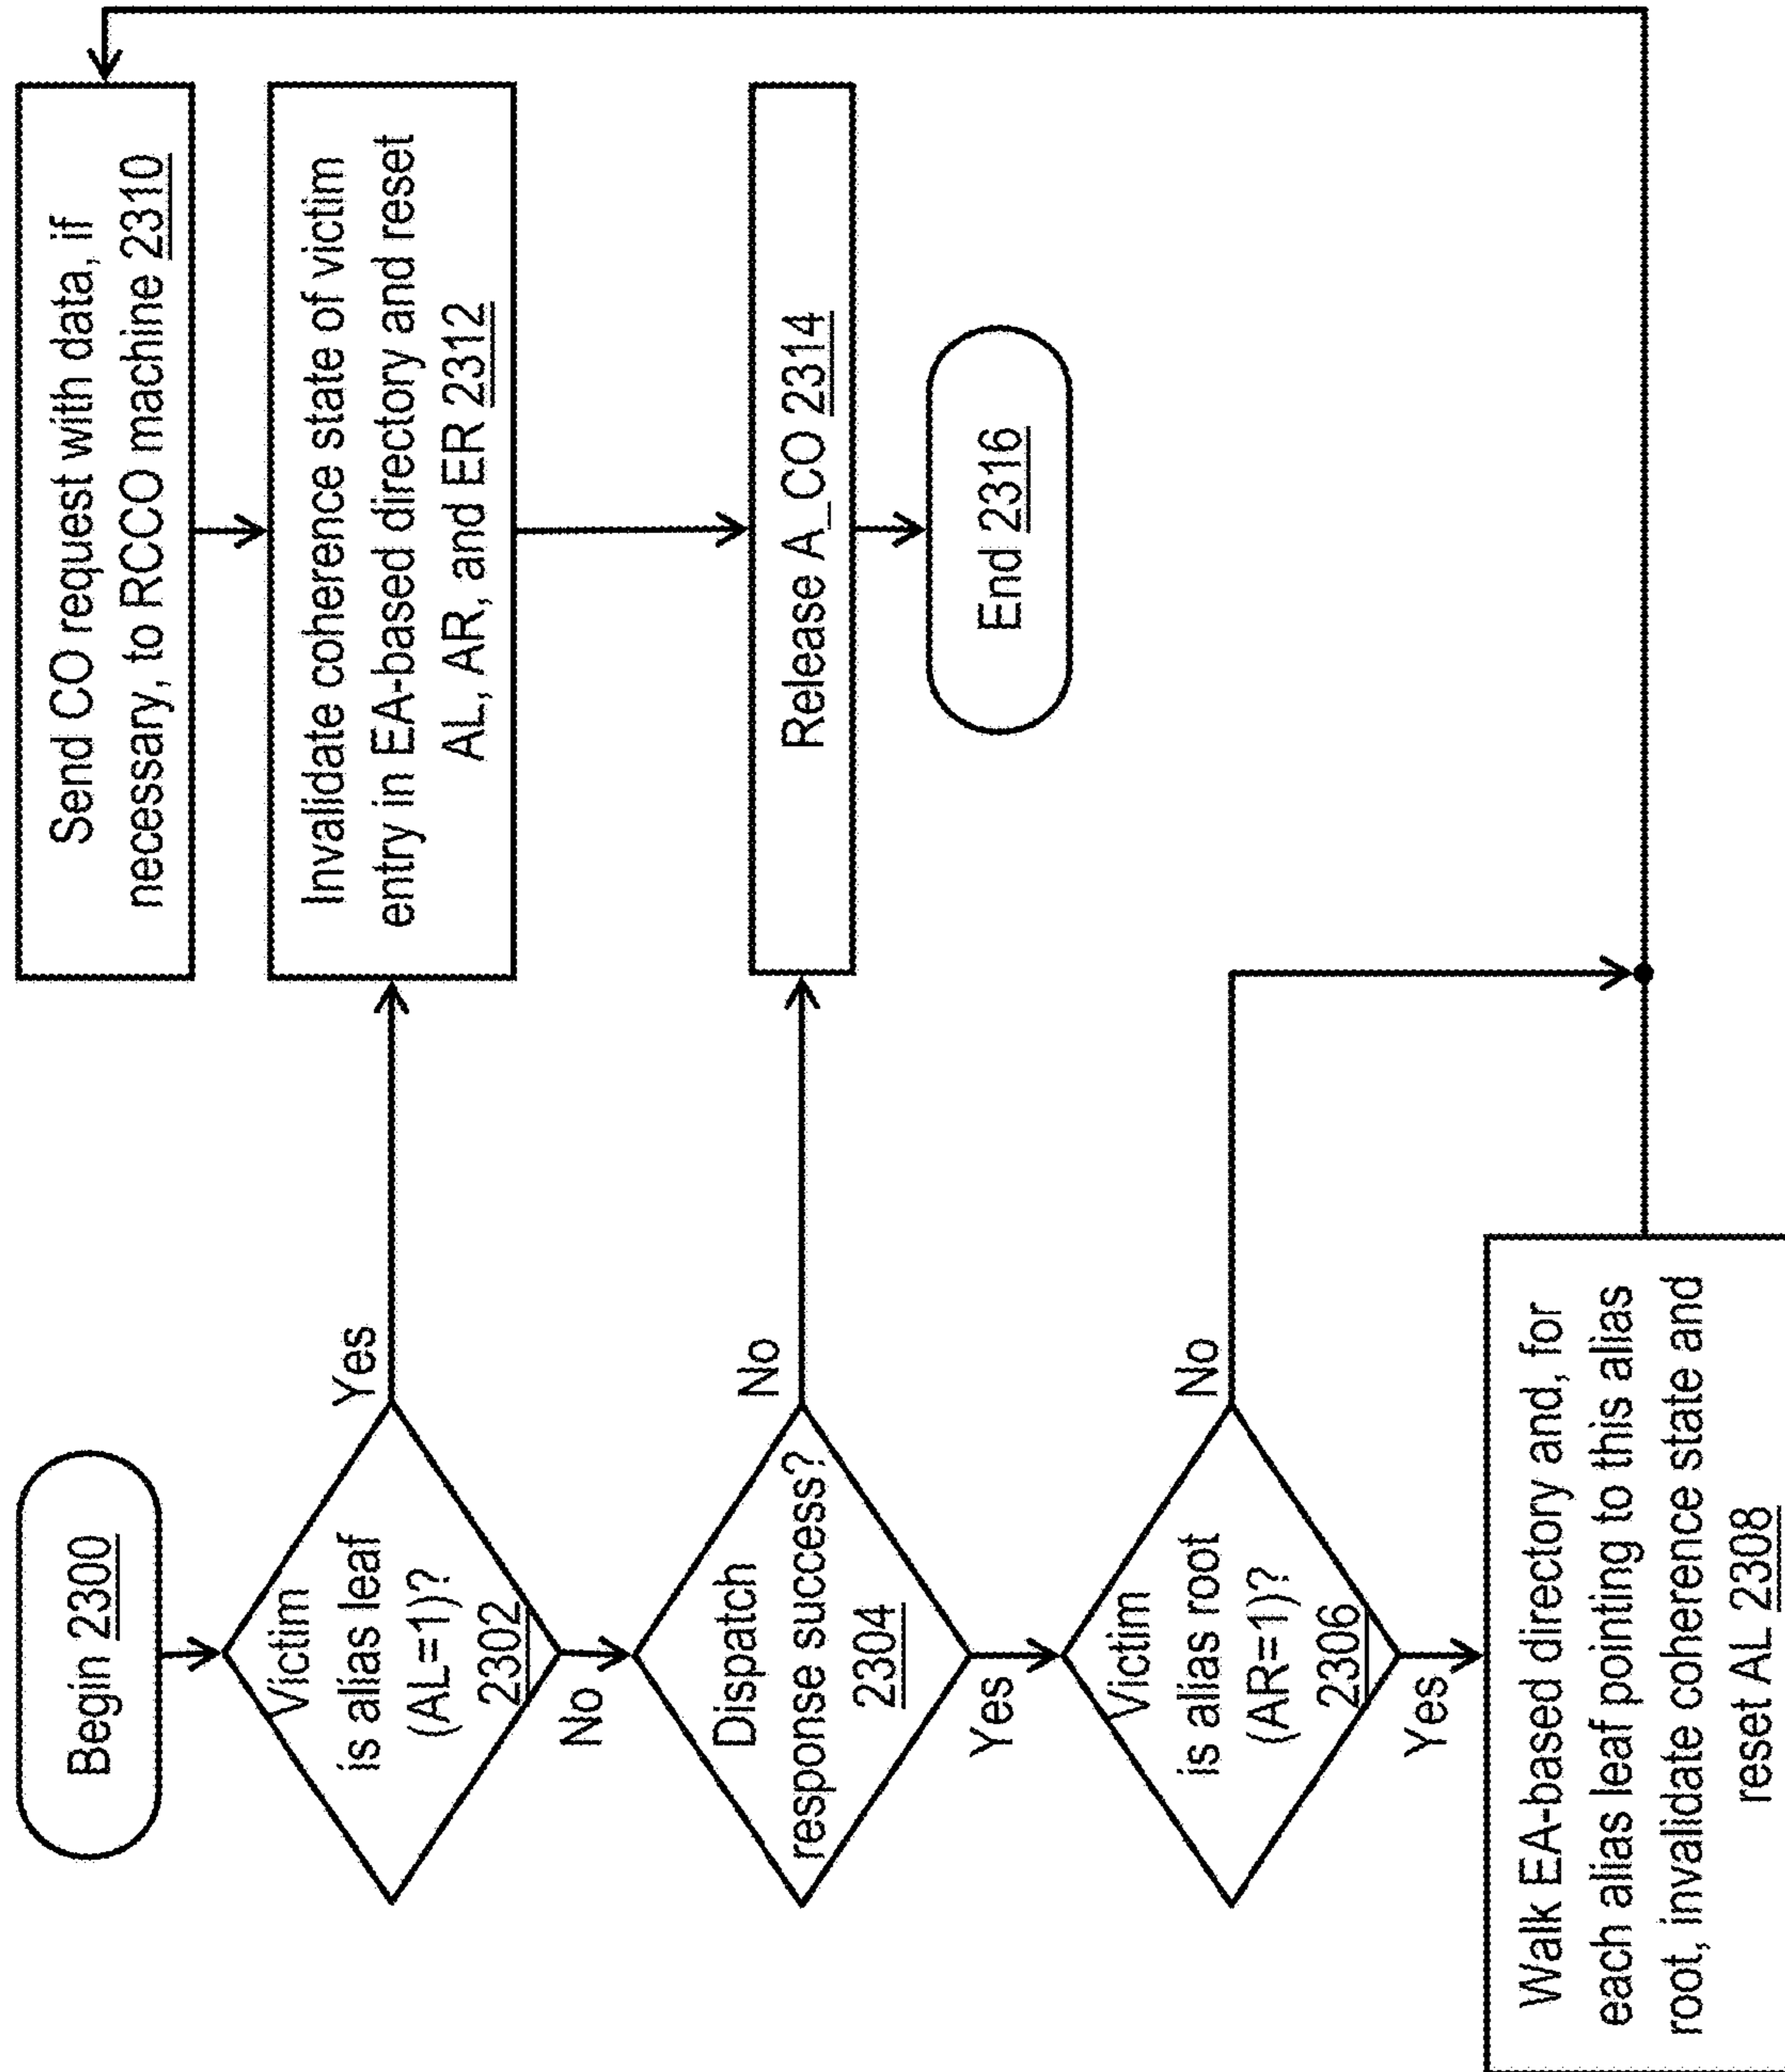 Begin 2300
Victim
is alias leaf
(AL=1)?
2302
Yes
No
Dispatch
response success?
2304
No
Yes
Victim
is alias root
(AR=1)?
2306
No
Yes
Walk EA-based directory and, for
each alias leaf pointing to this alias
root, invalidate coherence state and
reset AL 2308
Send CO request with data, if
necessary, to RCCO machine 2310
Invalidate coherence state of victim
entry in EA-based directory and reset
AL, AR, and ER 2312
Release A_CO 2314
End 2316